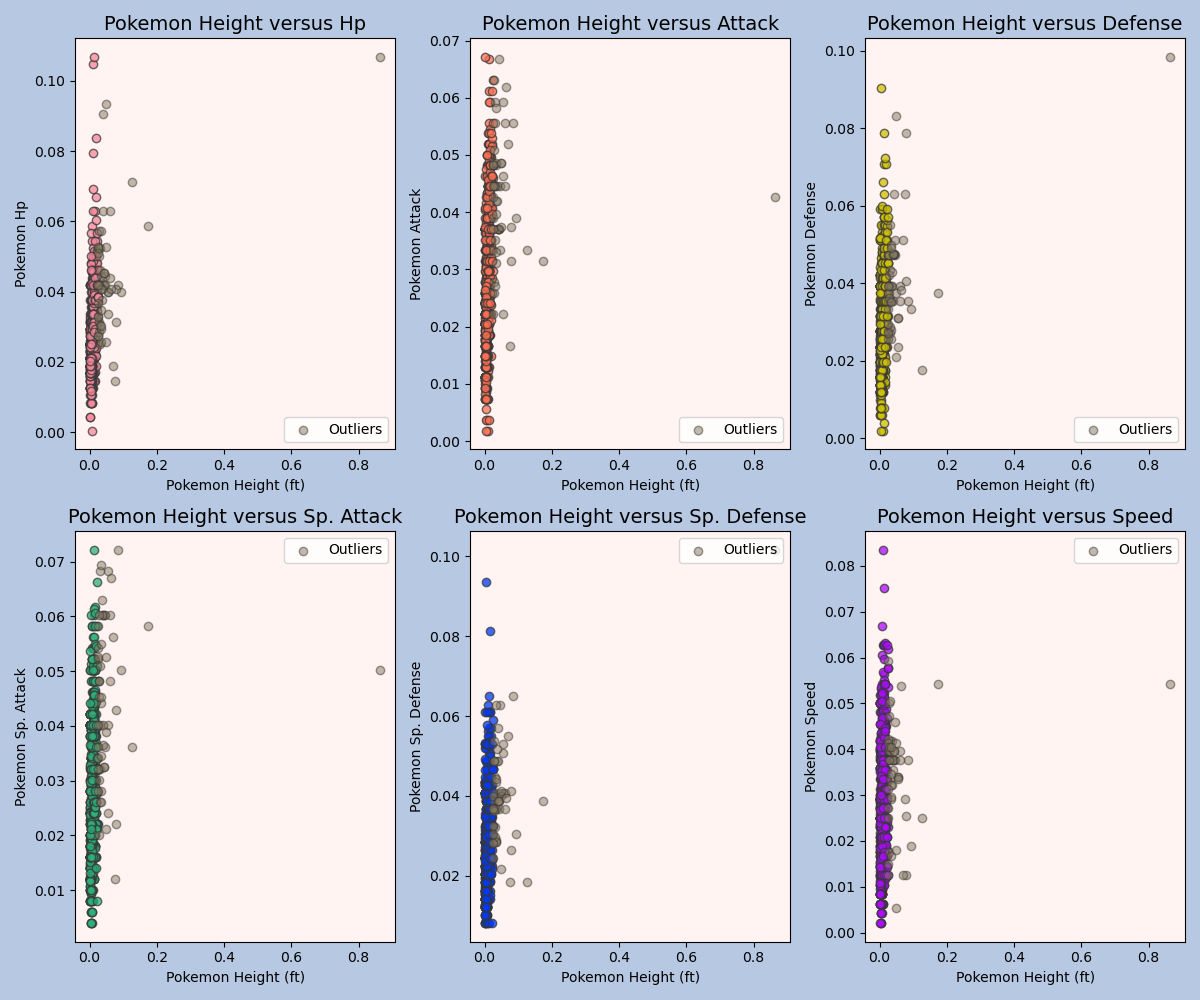 Pokemon Height versus Hp
Pokemon Hp
0.10
0.08
0.06
0.04
0.02
0.00
Outliers
0.0 0.2 0.4 0.6 0.8
Pokemon Height (ft)
Pokemon Height versus Attack
Pokemon Attack
0.07
0.06
0.05
0.04
0.03
0.02
0.01
0.00
Outliers
0.0 0.2 0.4 0.6 0.8
Pokemon Height (ft)
Pokemon Height versus Defense
Pokemon Defense
0.10
0.08
0.06
0.04
0.02
0.00
Outliers
0.0 0.2 0.4 0.6 0.8
Pokemon Height (ft)
Pokemon Height versus Sp. Attack
Pokemon Sp. Attack
Outliers
0.07
0.06
0.05
0.04
0.03
0.02
0.01
0.0 0.2 0.4 0.6 0.8
Pokemon Height (ft)
Pokemon Height versus Sp. Defense
Pokemon Sp. Defense
Outliers
0.10
0.08
0.06
0.04
0.02
0.0 0.2 0.4 0.6 0.8
Pokemon Height (ft)
Pokemon Height versus Speed
Pokemon Speed
Outliers
0.08
0.07
0.06
0.05
0.04
0.03
0.02
0.01
0.00
0.0 0.2 0.4 0.6 0.8
Pokemon Height (ft)